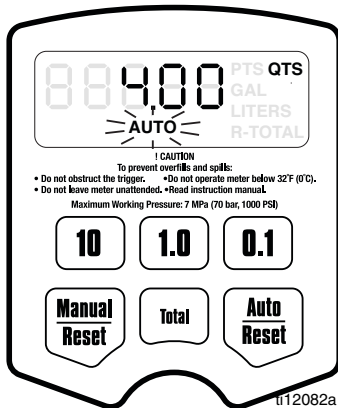 4.00 PTS QTS
GAL
LITERS
AUTO R-TOTAL
! CAUTION
To prevent overfills and spills:
• Do not obstruct the trigger. •Do not operate meter below 32˚F (0˚C).
• Do not leave meter unattended. •Read instruction manual.
Maximum Working Pressure: 7 MPa (70 bar, 1000 PSI)
10 1.0 0.1
Manual Total Auto
Reset Reset
ti12082a